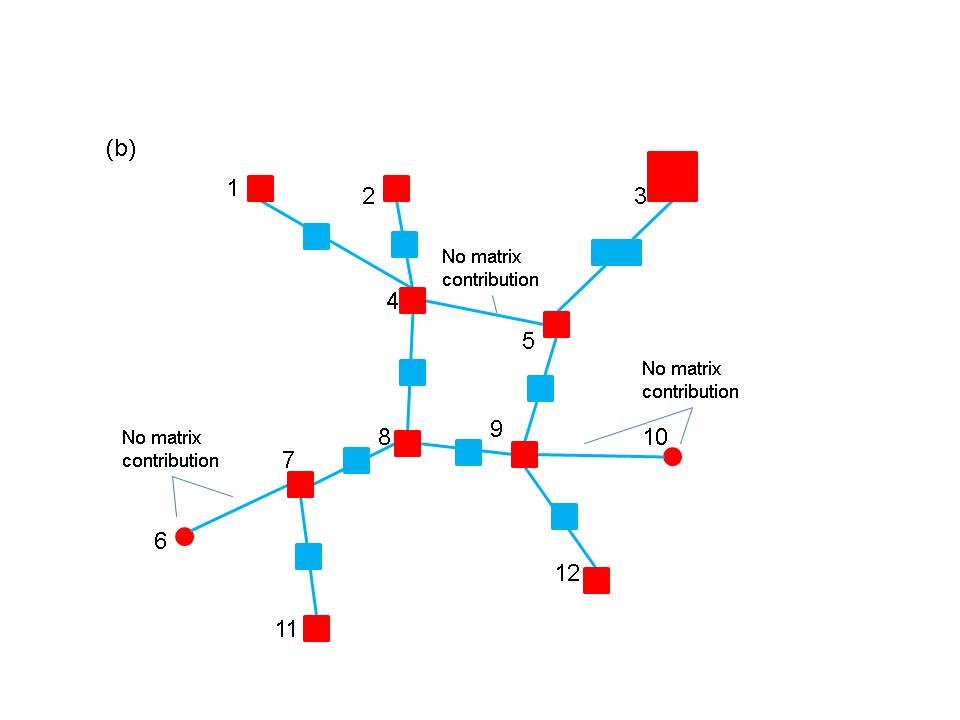 (b)
1
2
3
No matrix
contribution
4
5
No matrix
contribution
10
9
8
No matrix
contribution
7
6
12
11